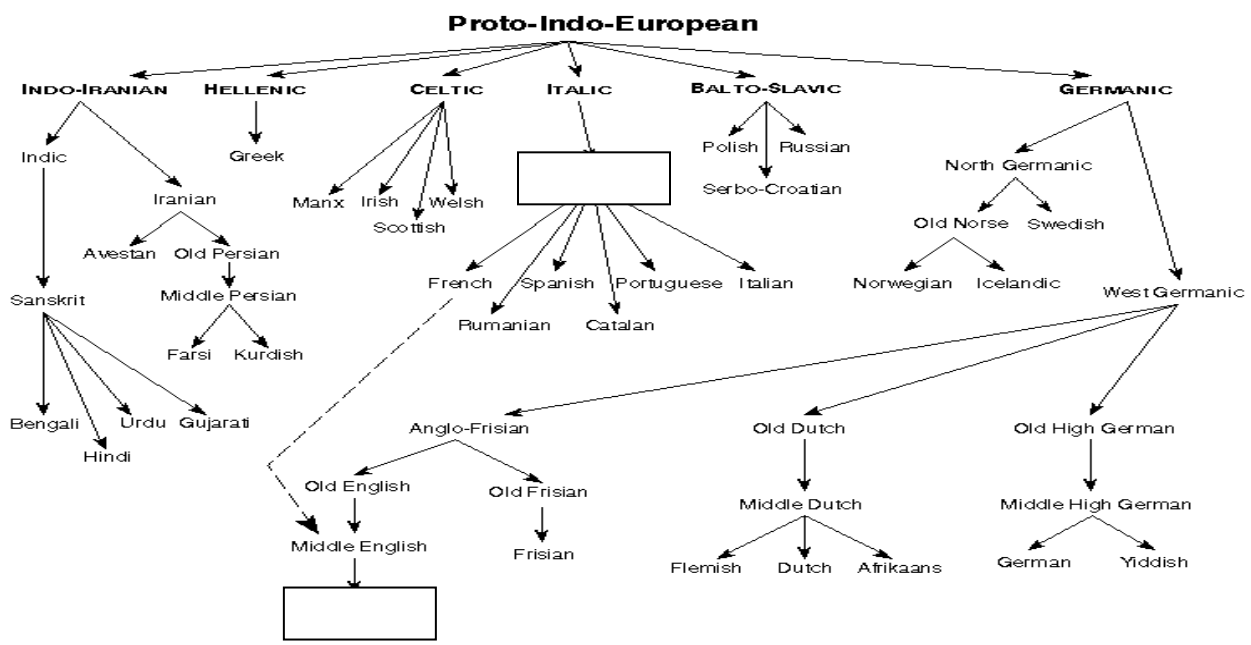 Proto-Indo-European
INDO-IRANIAN HELLENIC CELTIC ITALIC BALTO-SLAVIC GERMANIC
Indic Greek Polish Russian North Germanic
Iranian Manx Irish Welsh Serbo-Croatian
Scottish Old Norse Swedish
Avestan Old Persian
Sanskrit Middle Persian French Spanish Portuguese Italian Norwegian Icelandic West Germanic
Rumanian Catalan
Farsi Kurdish
Bengali Urdu Gujarati Anglo-Frisian Old Dutch Old High German
Hindi
Old English Old Frisian
Middle Dutch Middle High German
Middle English Frisian
Flemish Dutch Afrikaans German Yiddish